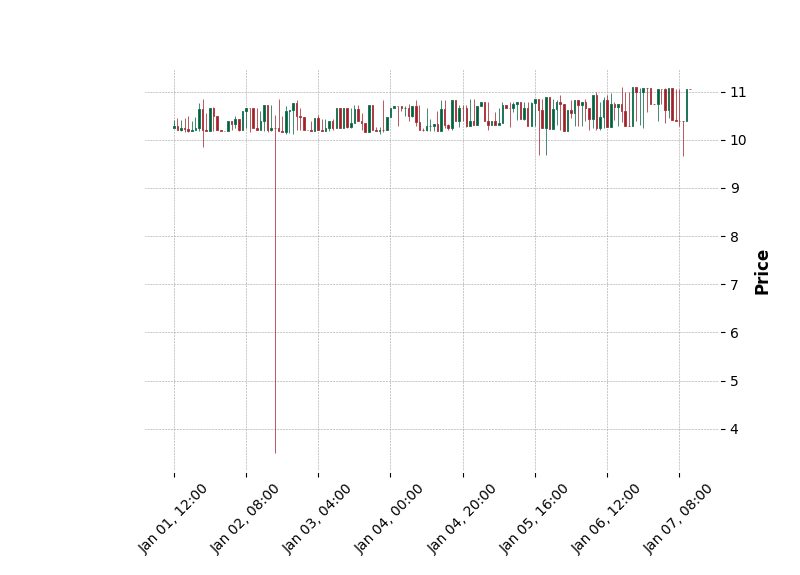 11
10
9
8
7
6
5
4
Price
Jan 01, 12:00
Jan 02, 08:00
Jan 03, 04:00
Jan 04, 00:00
Jan 04, 20:00
Jan 05, 16:00
Jan 06, 12:00
Jan 07, 08:00